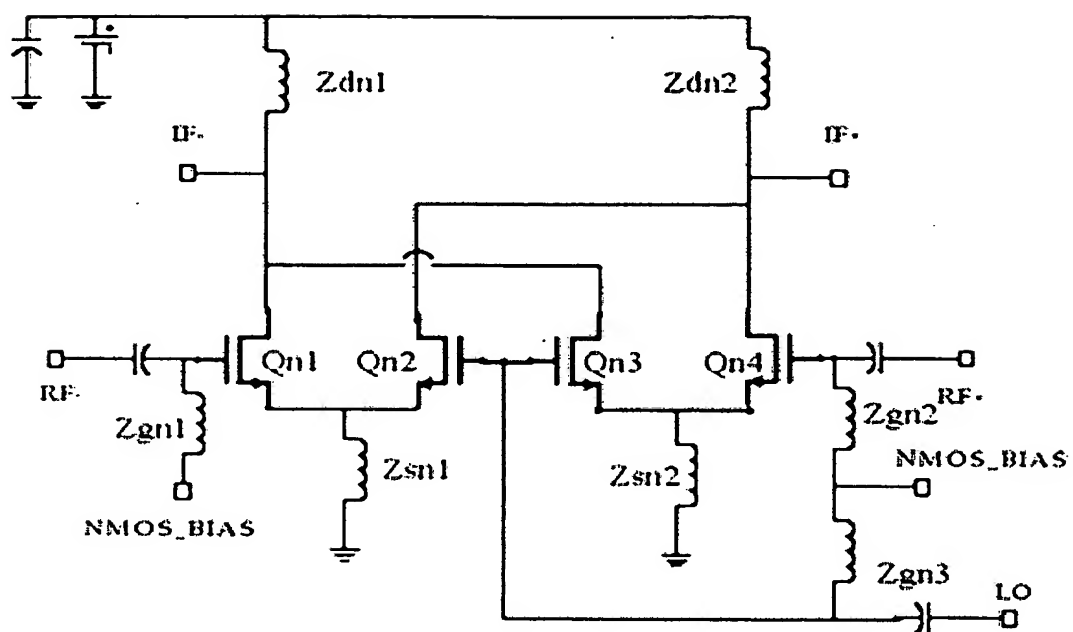 Zdn1
Zdn2
IF-
IF+
Qn1
Qn2
Qn3
Qn4
RF-
RF+
Zgn1
Zgn2
Zsn1
Zsn2
NMOS_BIAS
NMOS_BIAS
Zgn3
LO